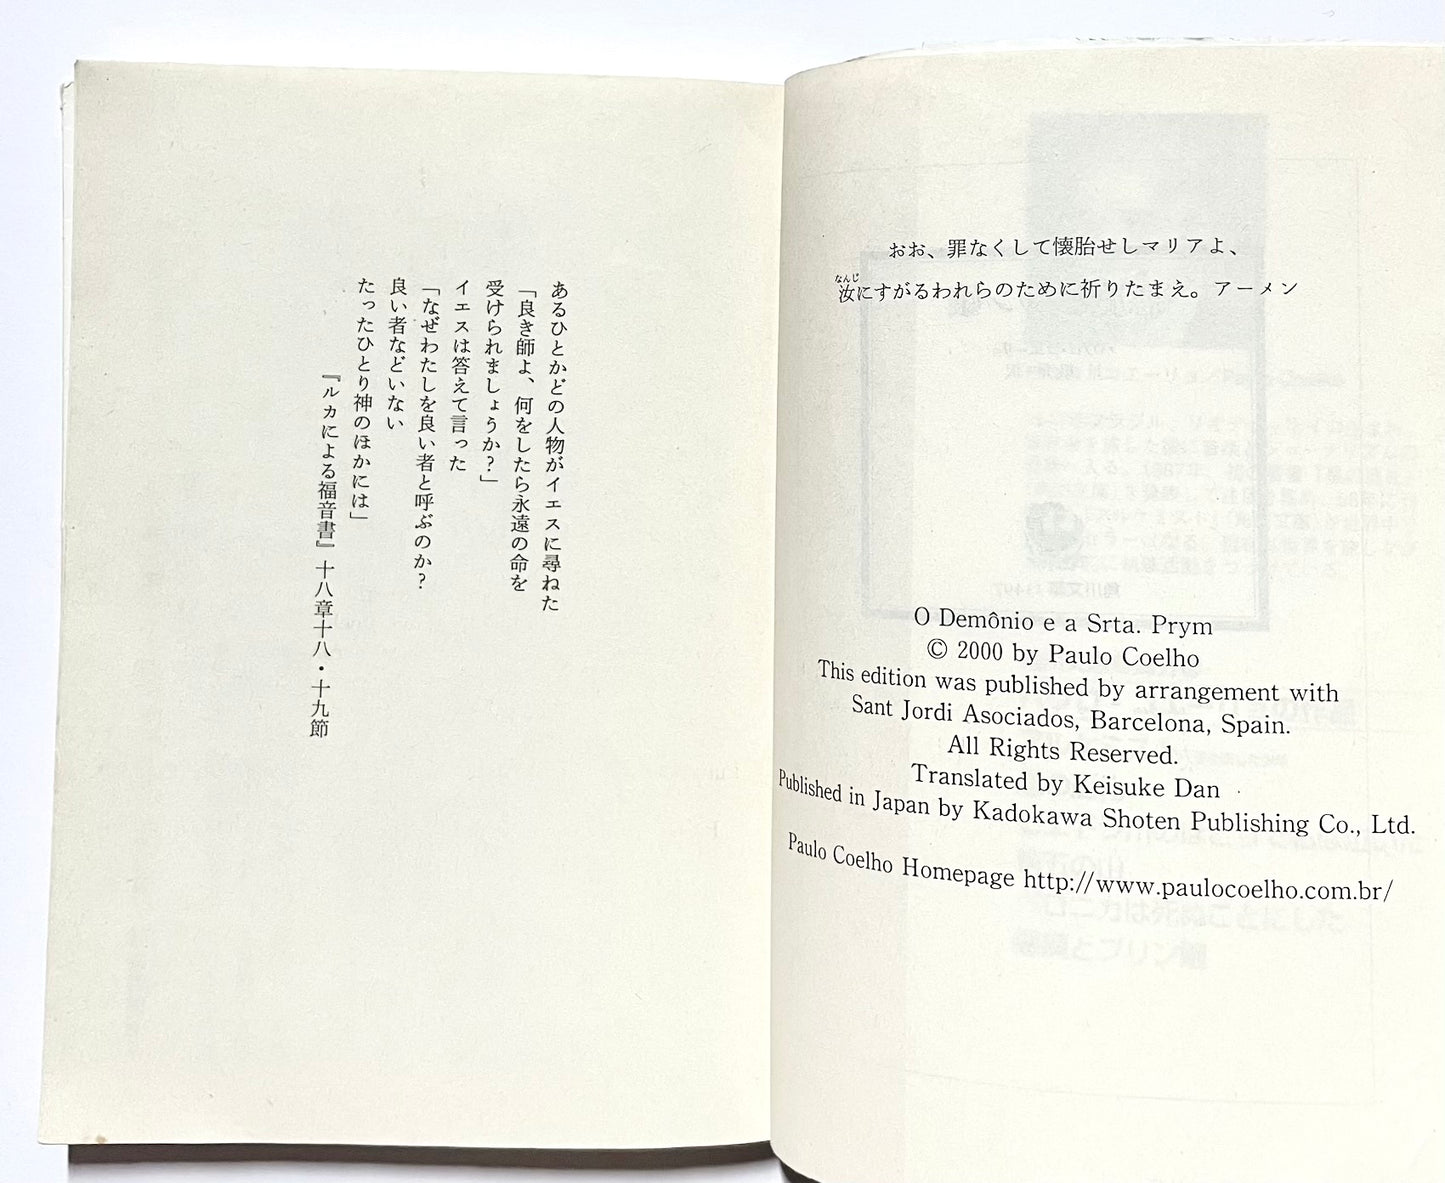 おお、罪なくして懐胎せしマリアよ、
汝にすがるわれらのために祈りたまえ。アーメン
なんじ
O Demônio e a Srta. Prym
© 2000 by Paulo Coelho
This edition was published by arrangement with
Sant Jordi Asociados, Barcelona, Spain.
All Rights Reserved.
Translated by Keisuke Dan
Published in Japan by Kadokawa Shoten Publishing Co., Ltd.
Paulo Coelho Homepage http://www.paulocoelho.com.br/
あるひとかどの人物がイエスに尋ねた
「良き師よ、何をしたら永遠の命を
受けられましょうか?」
イエスは答えて言った
「なぜわたしを良い者と呼ぶのか?
良い者などいない
たったひとり神のほかには」
『ルカによる福音書』十八章十八・十九節